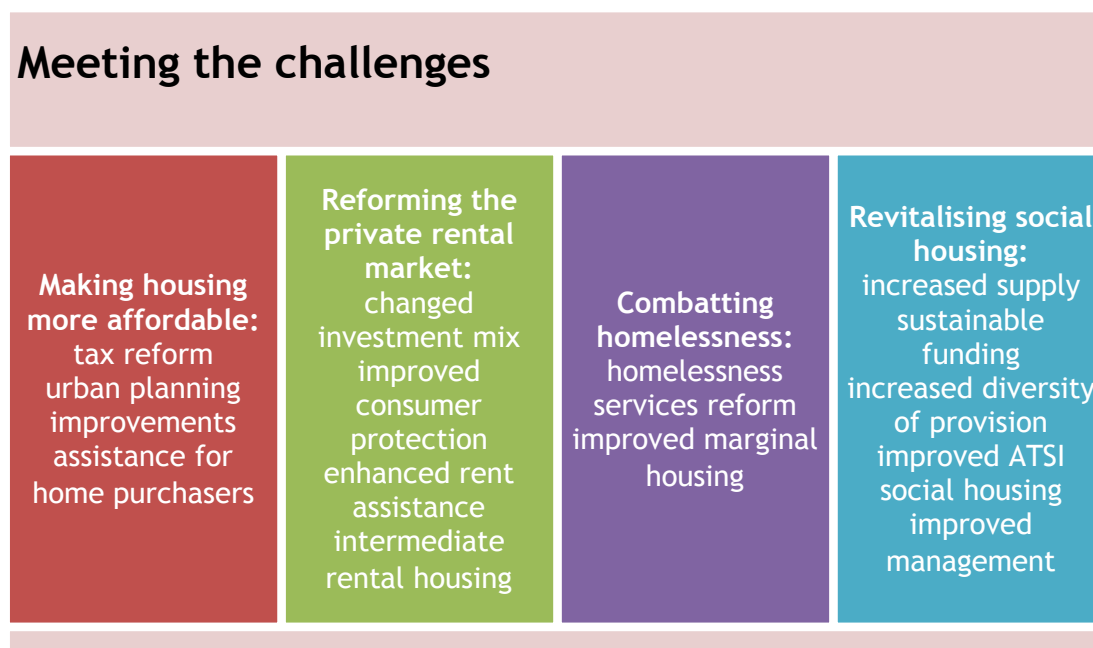 Meeting the challenges
Making housing
more affordable:
tax reform
urban planning
improvements
assistance for
home purchasers
Reforming the
private rental
market:
changed
investment mix
improved
consumer
protection
enhanced rent
assistance
intermediate
rental housing
Combatting
homelessness:
homelessness
services reform
improved marginal
housing
Revitalising social
housing:
increased supply
sustainable
funding
increased diversity
of provision
improved ATSI
social housing
improved
management